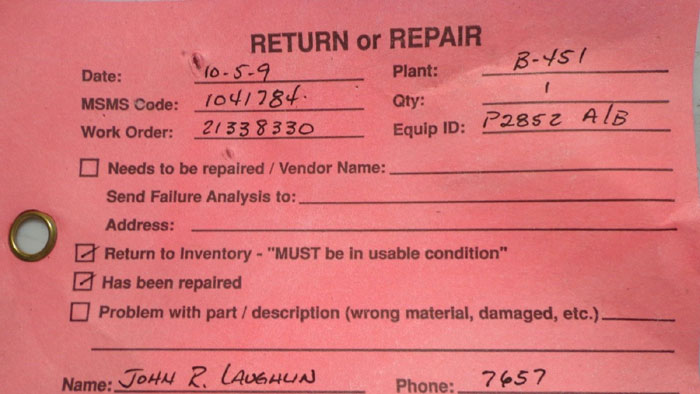 RETURN or REPAIR
Date: 10-5-9 Plant: B-451
MSMS Code: 1041784. Qty: 1
Work Order: 21338330 Equip ID: P2852 A/B
Needs to be repaired / Vendor Name:
Send Failure Analysis to:
Address:
Return to Inventory - "MUST be in usable condition"
Has been repaired
Problem with part / description (wrong material, damaged, etc.)
Name: JOHN R. LAUGHLIN Phone: 7657